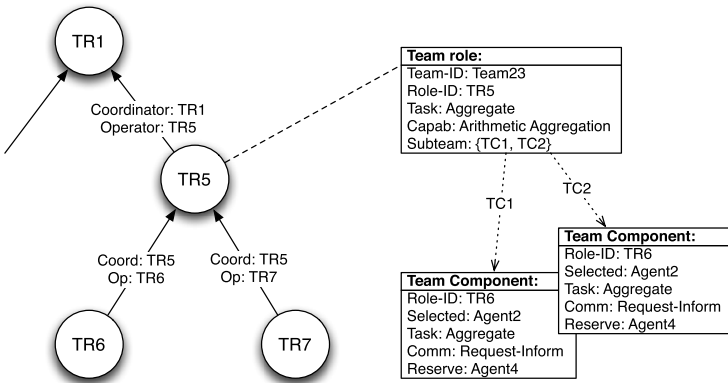 TR1
Coordinator: TR1
Operator: TR5
TR5
Coord: TR5
Op: TR6
Coord: TR5
Op: TR7
TR6
TR7
Team role:
Team-ID: Team23
Role-ID: TR5
Task: Aggregate
Capab: Arithmetic Aggregation
Subteam: {TC1, TC2}
TC1
TC2
Team Component:
Role-ID: TR6
Selected: Agent2
Task: Aggregate
Comm: Request-Inform
Reserve: Agent4
Team Component:
Role-ID: TR6
Selected: Agent2
Task: Aggregate
Comm: Request-Inform
Reserve: Agent4